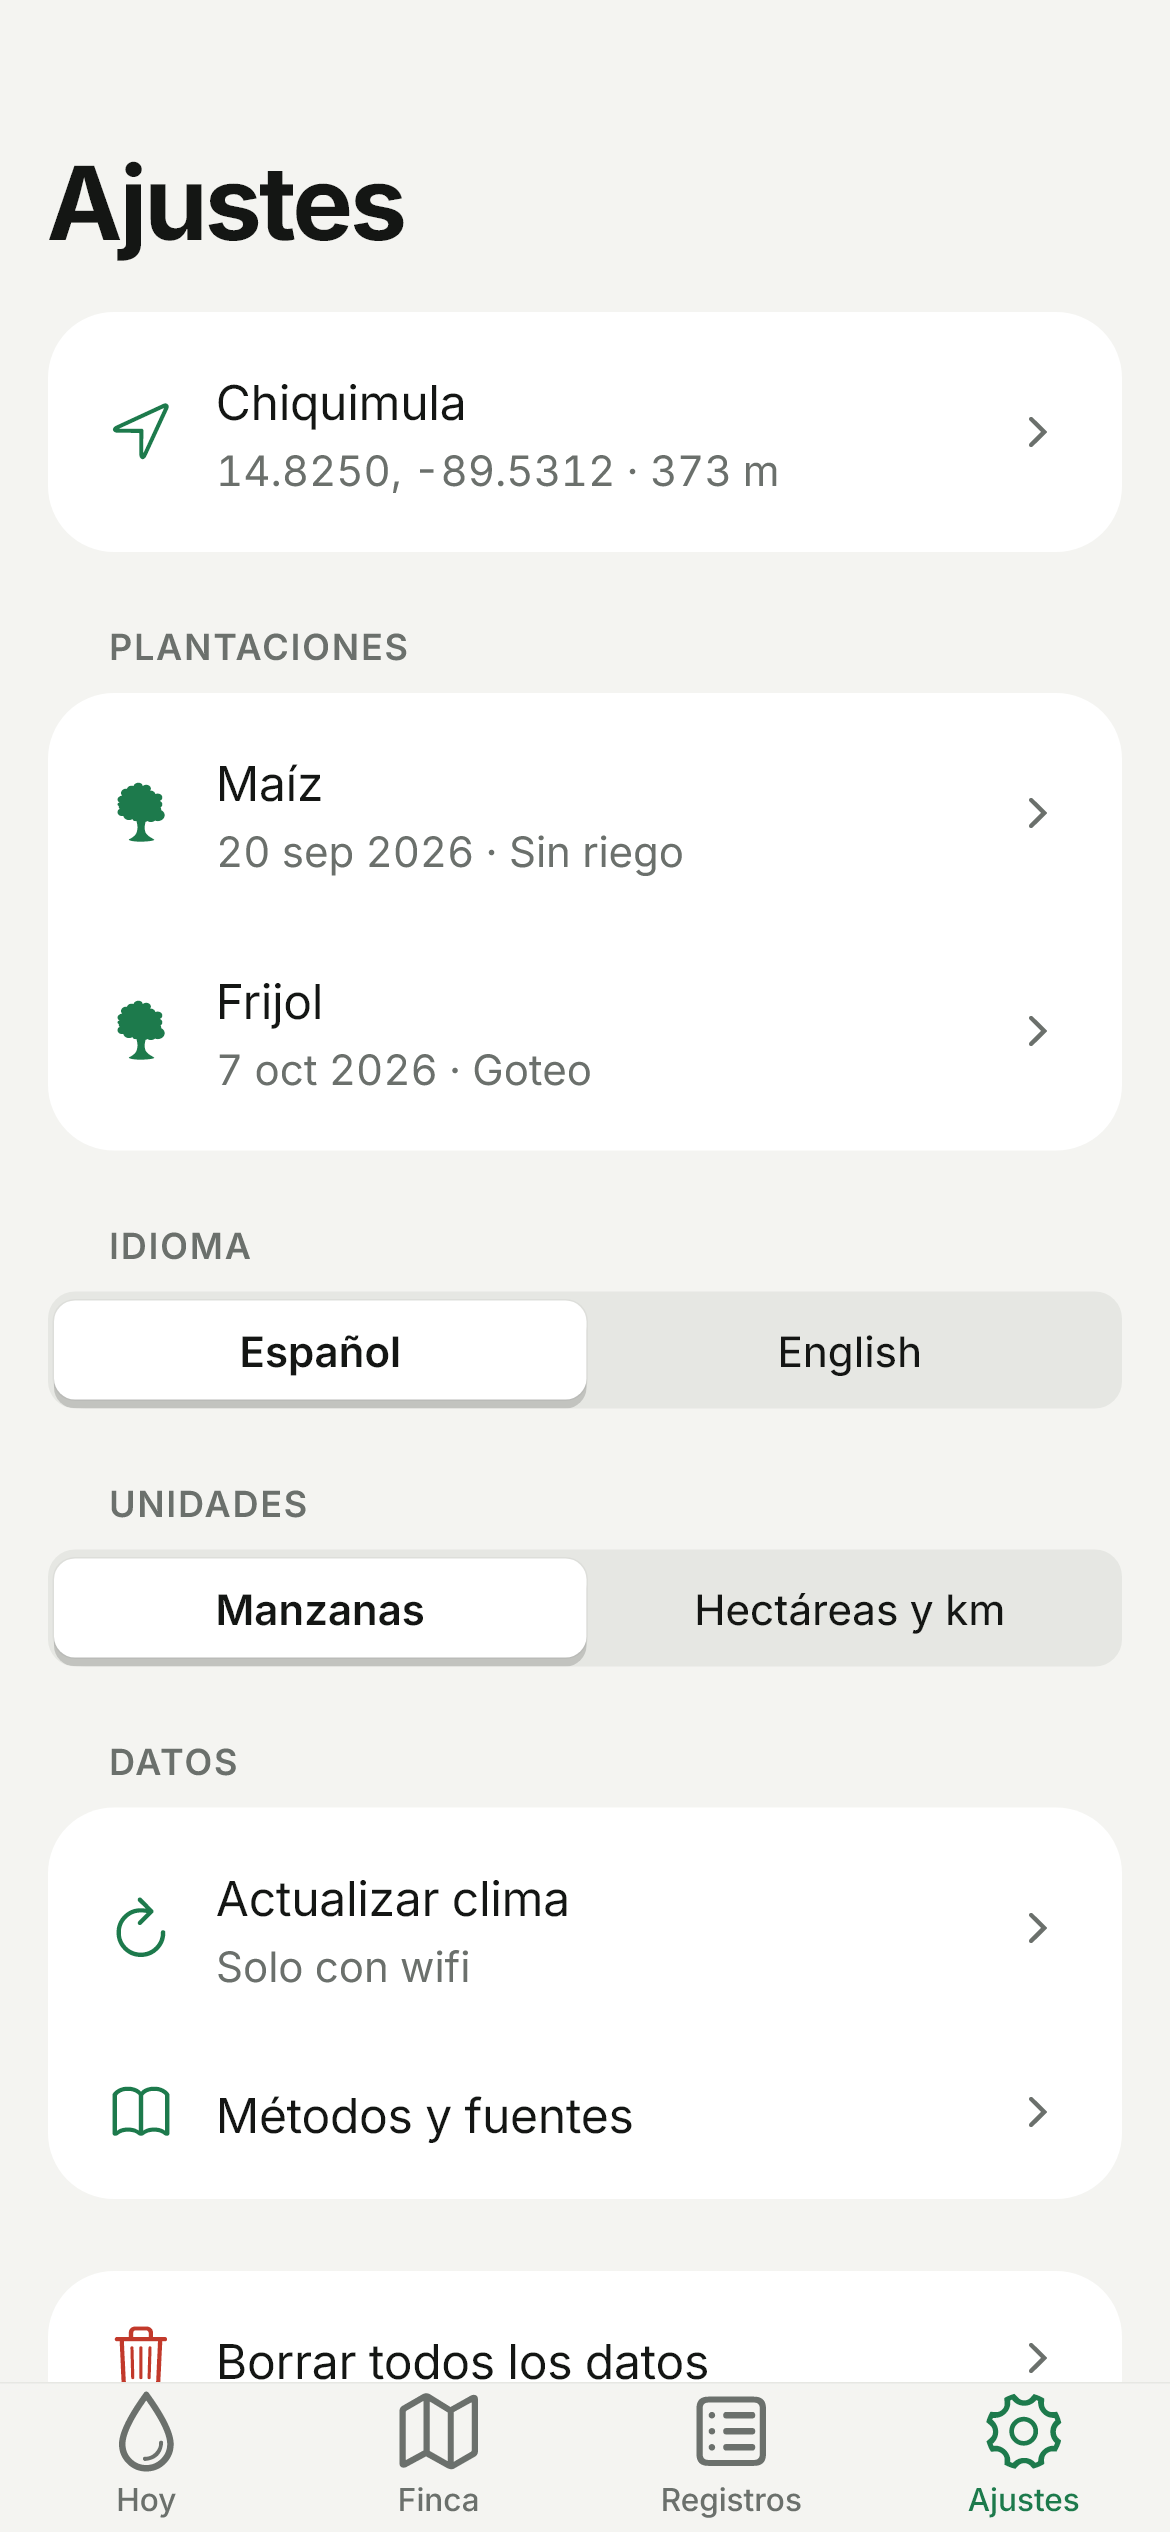 Ajustes
Chiquimula
14.8250, -89.5312 · 373 m
PLANTACIONES
Maíz
20 sep 2026 · Sin riego
Frijol
7 oct 2026 · Goteo
IDIOMA
Español English
UNIDADES
Manzanas Hectáreas y km
DATOS
Actualizar clima
Solo con wifi
Métodos y fuentes
Borrar todos los datos
Hoy Finca Registros Ajustes